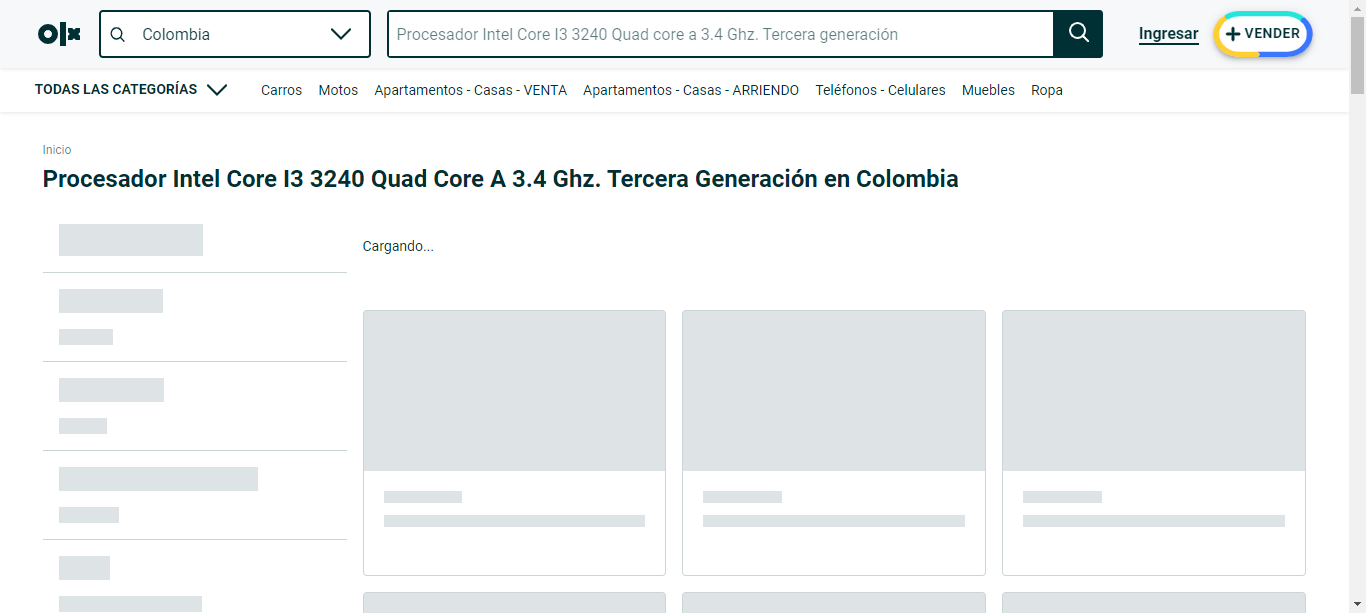 olx
Colombia
Procesador Intel Core I3 3240 Quad core a 3.4 Ghz. Tercera generación
Ingresar
VENDER
TODAS LAS CATEGORÍAS
Carros
Motos
Apartamentos - Casas - VENTA
Apartamentos - Casas - ARRIENDO
Teléfonos - Celulares
Muebles
Ropa
Inicio
Procesador Intel Core I3 3240 Quad Core A 3.4 Ghz. Tercera Generación en Colombia
Cargando...